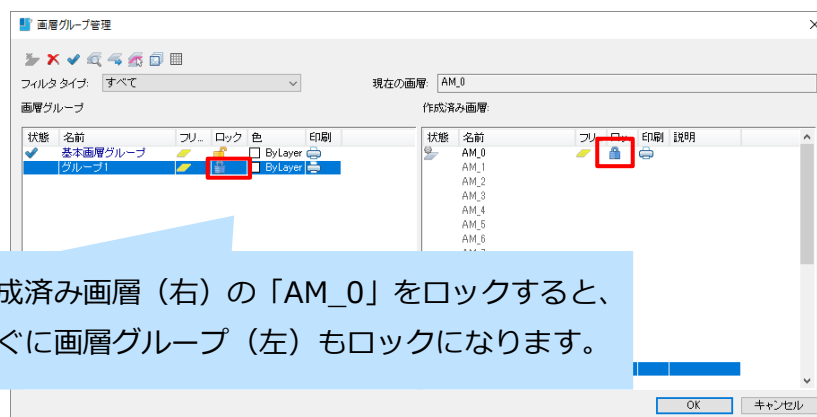 画層グループ管理
フィルタ タイプ: すべて
現在の画層: AM_0
画層グループ
作成済み画層:
状態 名前 フリ... ロック 色 印刷
基本画層グループ ByLayer
グループ1 ByLayer
状態 名前 フリ... ロッ... 印刷 説明
AM_0
AM_1
AM_2
AM_3
AM_4
AM_5
AM_6
成済み画層（右）の「AM_0」をロックすると、
ぐに画層グループ（左）もロックになります。
OK キャンセル